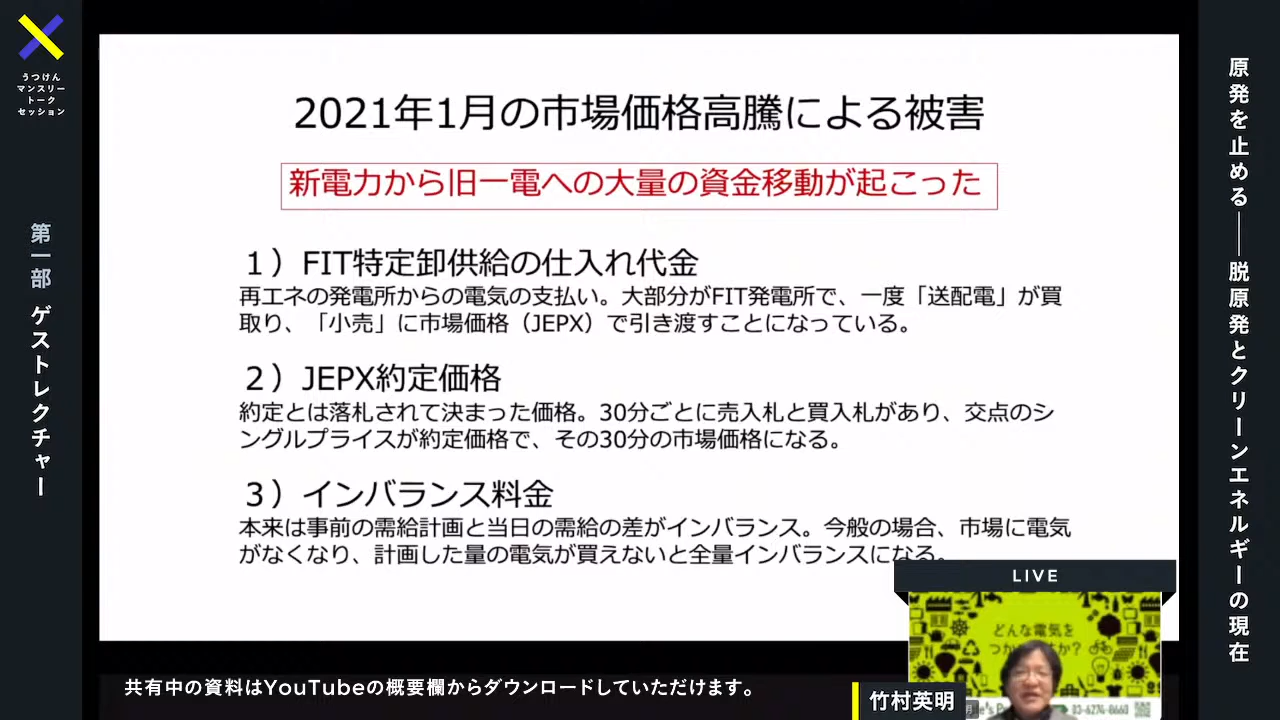 うつけん
マンスリー
トーク
セッション
第一部 ゲストレクチャー
2021年1月の市場価格高騰による被害
新電力から旧一電への大量の資金移動が起こった
１）FIT特定卸供給の仕入れ代金
再エネの発電所からの電気の支払い。大部分がFIT発電所で、一度「送配電」が買
取り、「小売」に市場価格（JEPX）で引き渡すことになっている。
２）JEPX約定価格
約定とは落札されて決まった価格。30分ごとに売入札と買入札があり、交点のシ
ングルプライスが約定価格で、その30分の市場価格になる。
３）インバランス料金
本来は事前の需給計画と当日の需給の差がインバランス。今般の場合、市場に電気
がなくなり、計画した量の電気が買えないと全量インバランスになる。
原発を止める——脱原発とクリーンエネルギーの現在
LIVE
どんな電気を
03-6274-8660
竹村英明
共有中の資料はYouTubeの概要欄からダウンロードしていただけます。